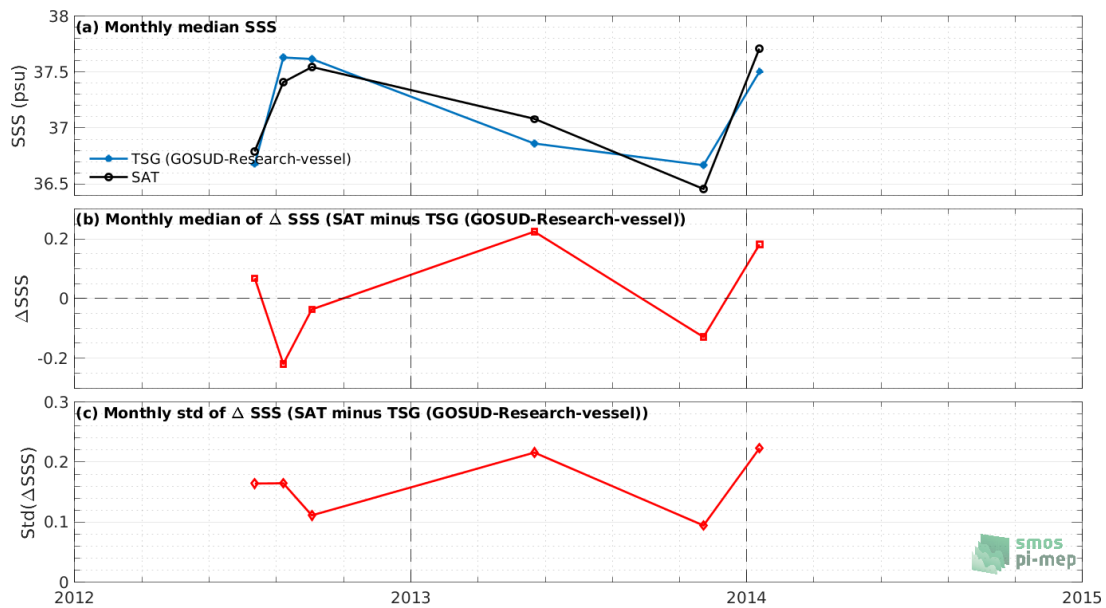 38
(a) Monthly median SSS
37.5
SSS (psu)
37
TSG (GOSUD-Research-vessel)
SAT
36.5
(b) Monthly median of Δ SSS (SAT minus TSG (GOSUD-Research-vessel))
0.2
ΔSSS
0
-0.2
0.3
(c) Monthly std of Δ SSS (SAT minus TSG (GOSUD-Research-vessel))
0.2
Std(ΔSSS)
0.1
smos
pi-mep
0
2012
2013
2014
2015